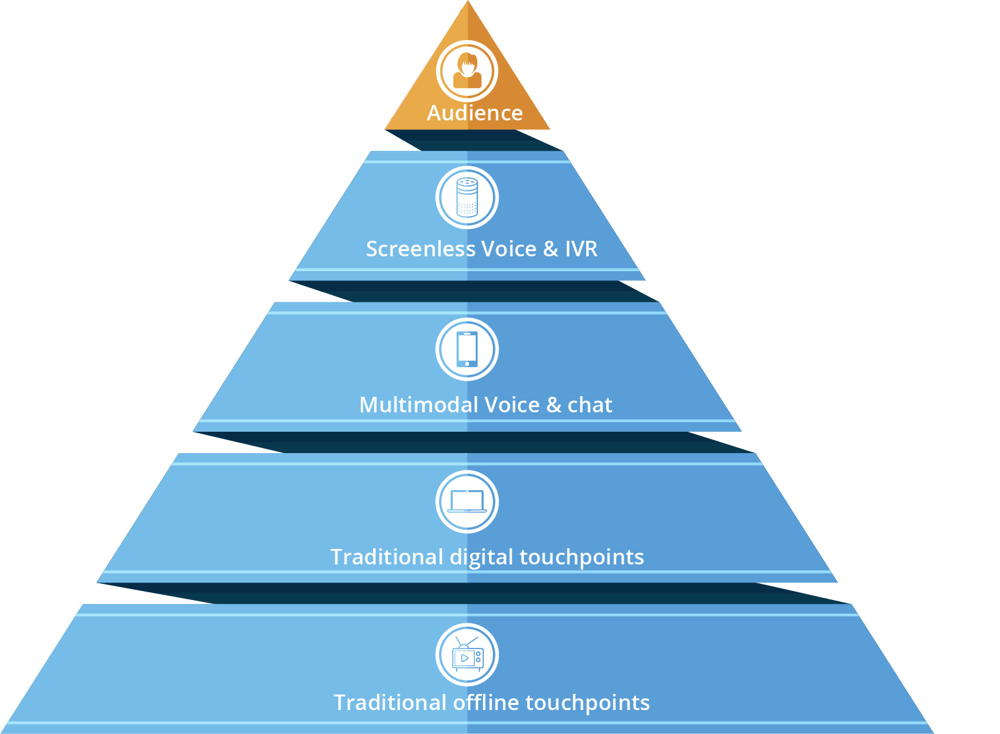 Audience
Screenless Voice & IVR
Multimodal Voice & chat
Traditional digital touchpoints
Traditional offline touchpoints